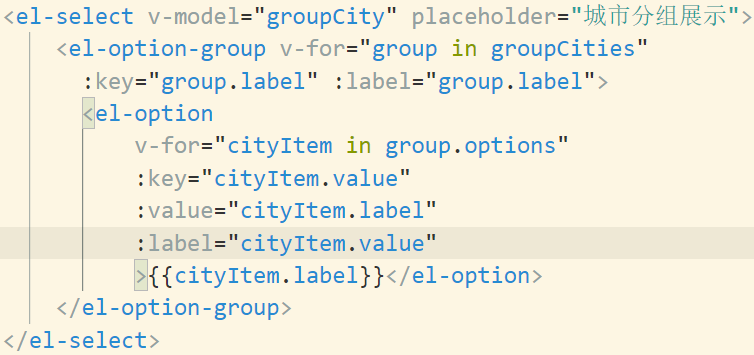 <el-select v-model="groupCity" placeholder="城市分组展示">
<el-option-group v-for="group in groupCities"
:key="group.label" :label="group.label">
<el-option
v-for="cityItem in group.options"
:key="cityItem.value"
:value="cityItem.label"
:label="cityItem.value"
>{{cityItem.label}}</el-option>
</el-option-group>
</el-select>